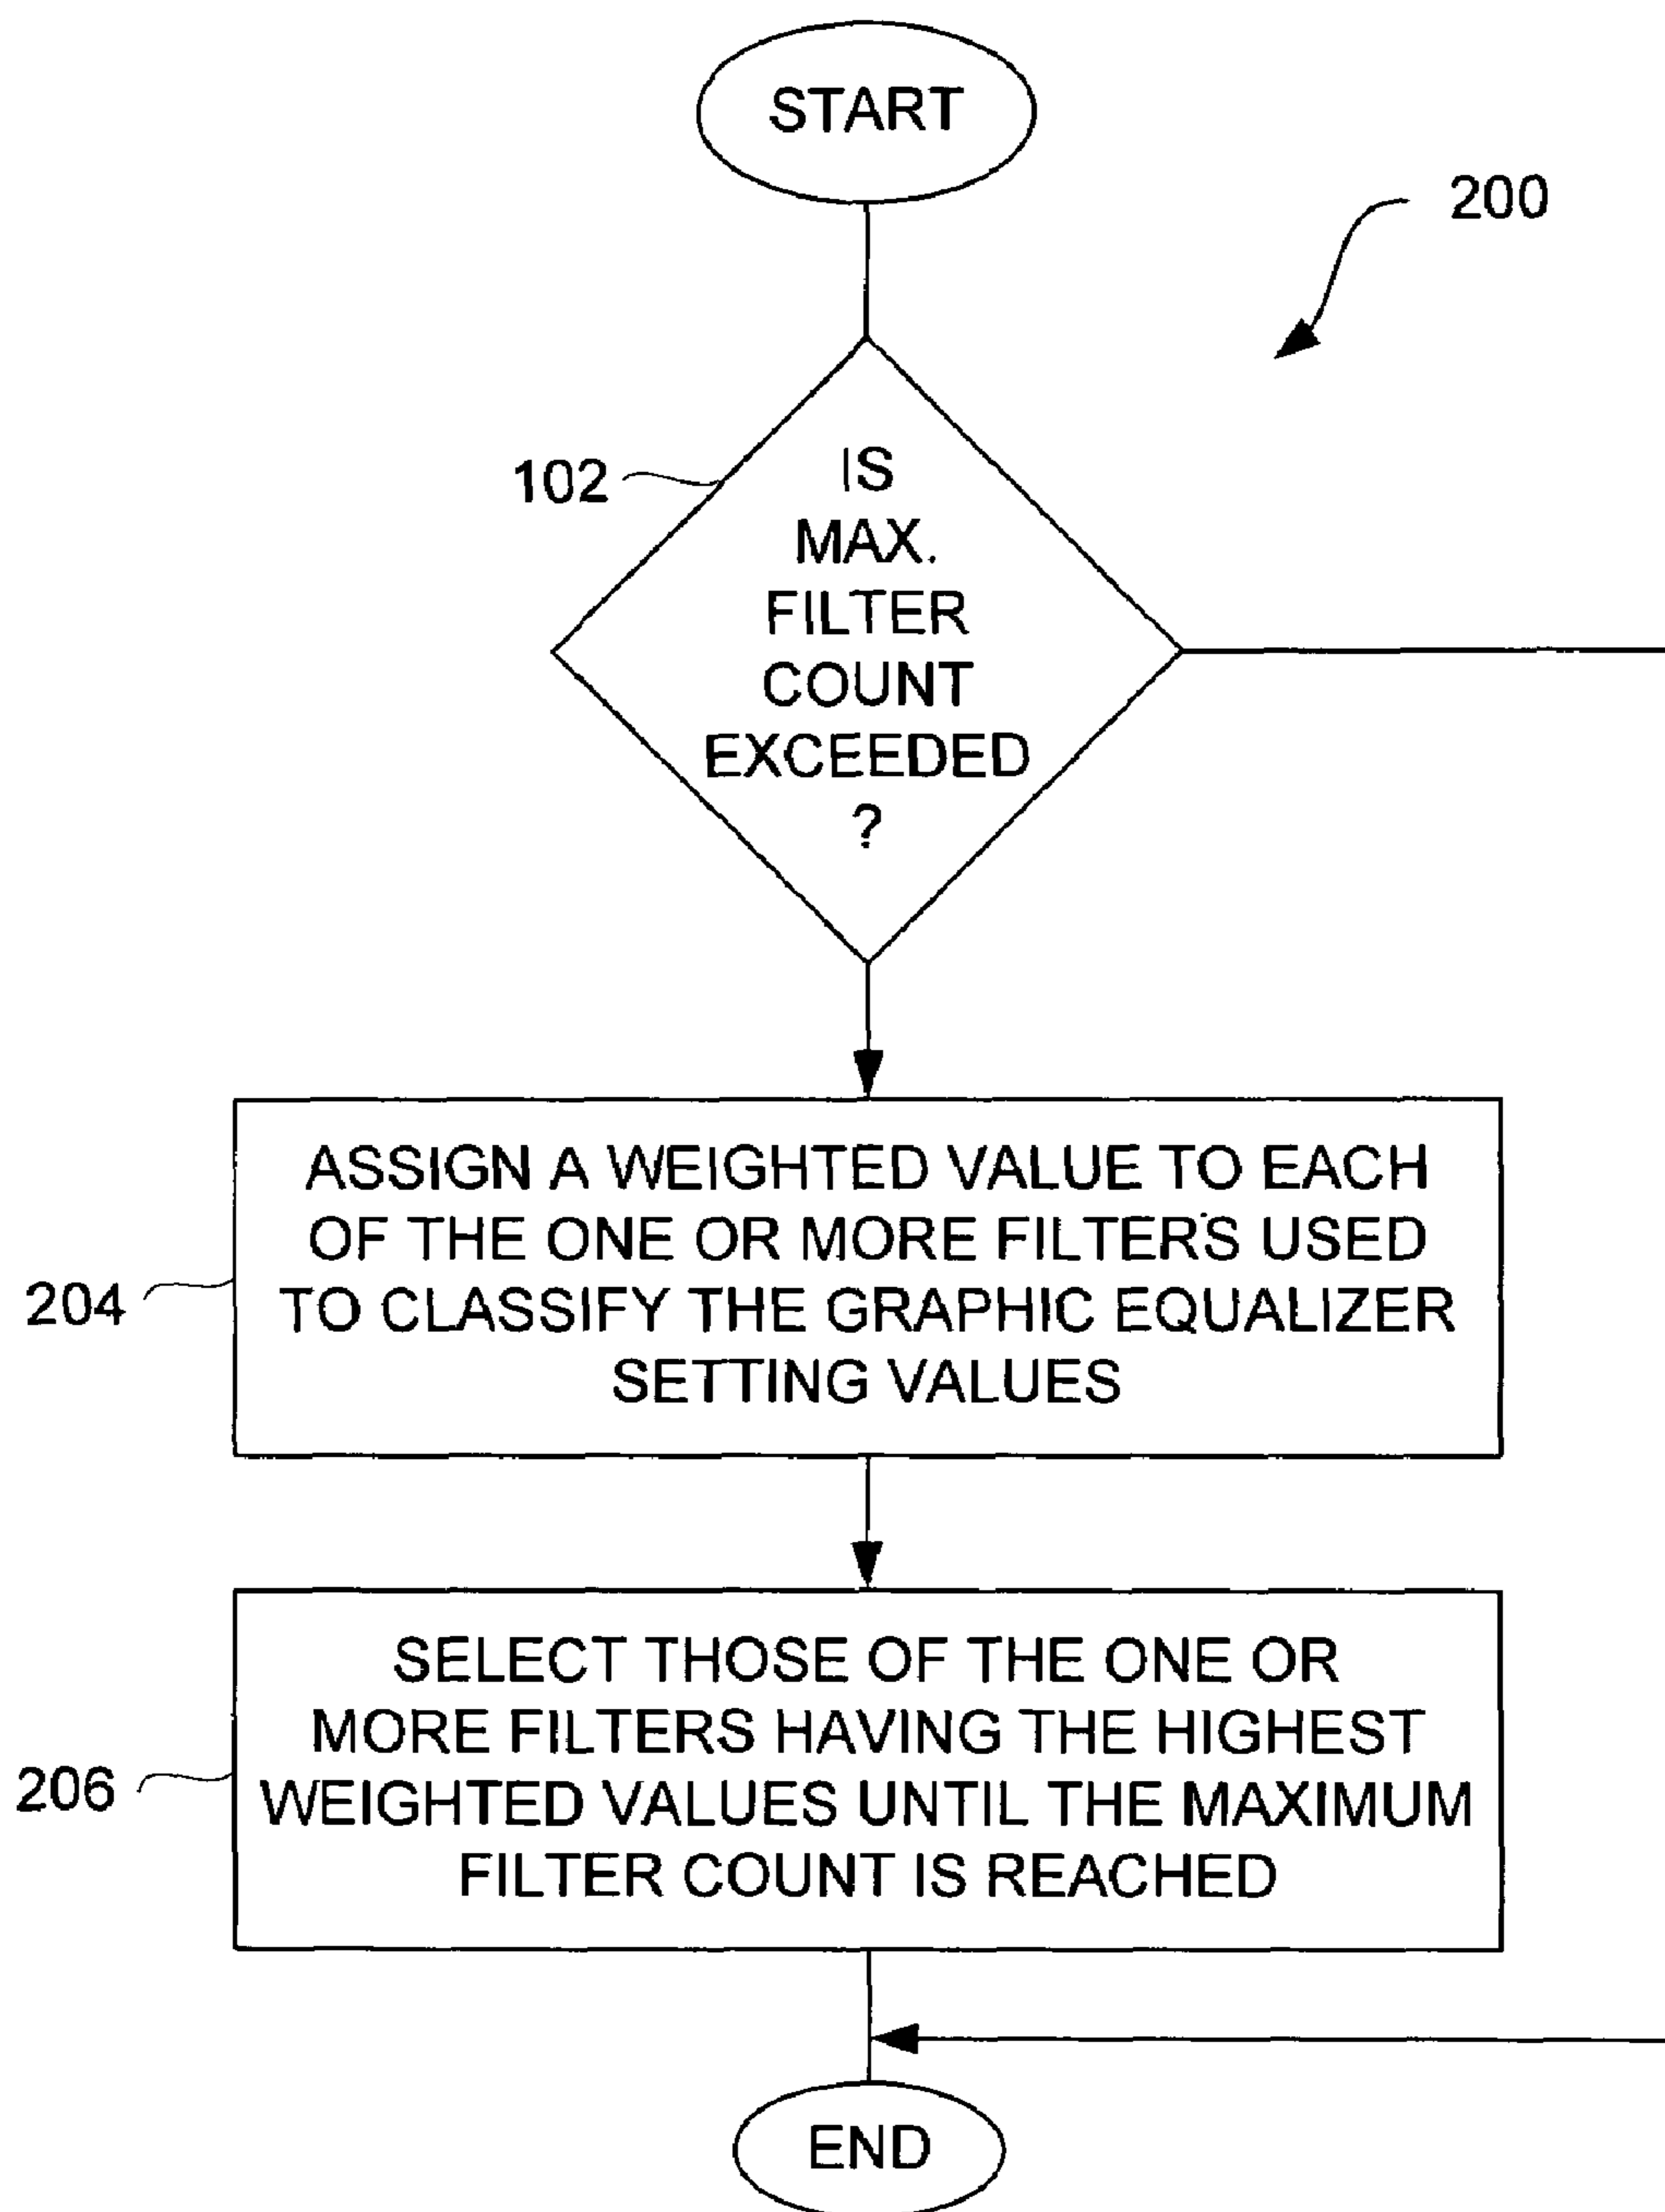 START
200
102
IS
MAX.
FILTER
COUNT
EXCEEDED
?
204
ASSIGN A WEIGHTED VALUE TO EACH
OF THE ONE OR MORE FILTERS USED
TO CLASSIFY THE GRAPHIC EQUALIZER
SETTING VALUES
206
SELECT THOSE OF THE ONE OR
MORE FILTERS HAVING THE HIGHEST
WEIGHTED VALUES UNTIL THE MAXIMUM
FILTER COUNT IS REACHED
END